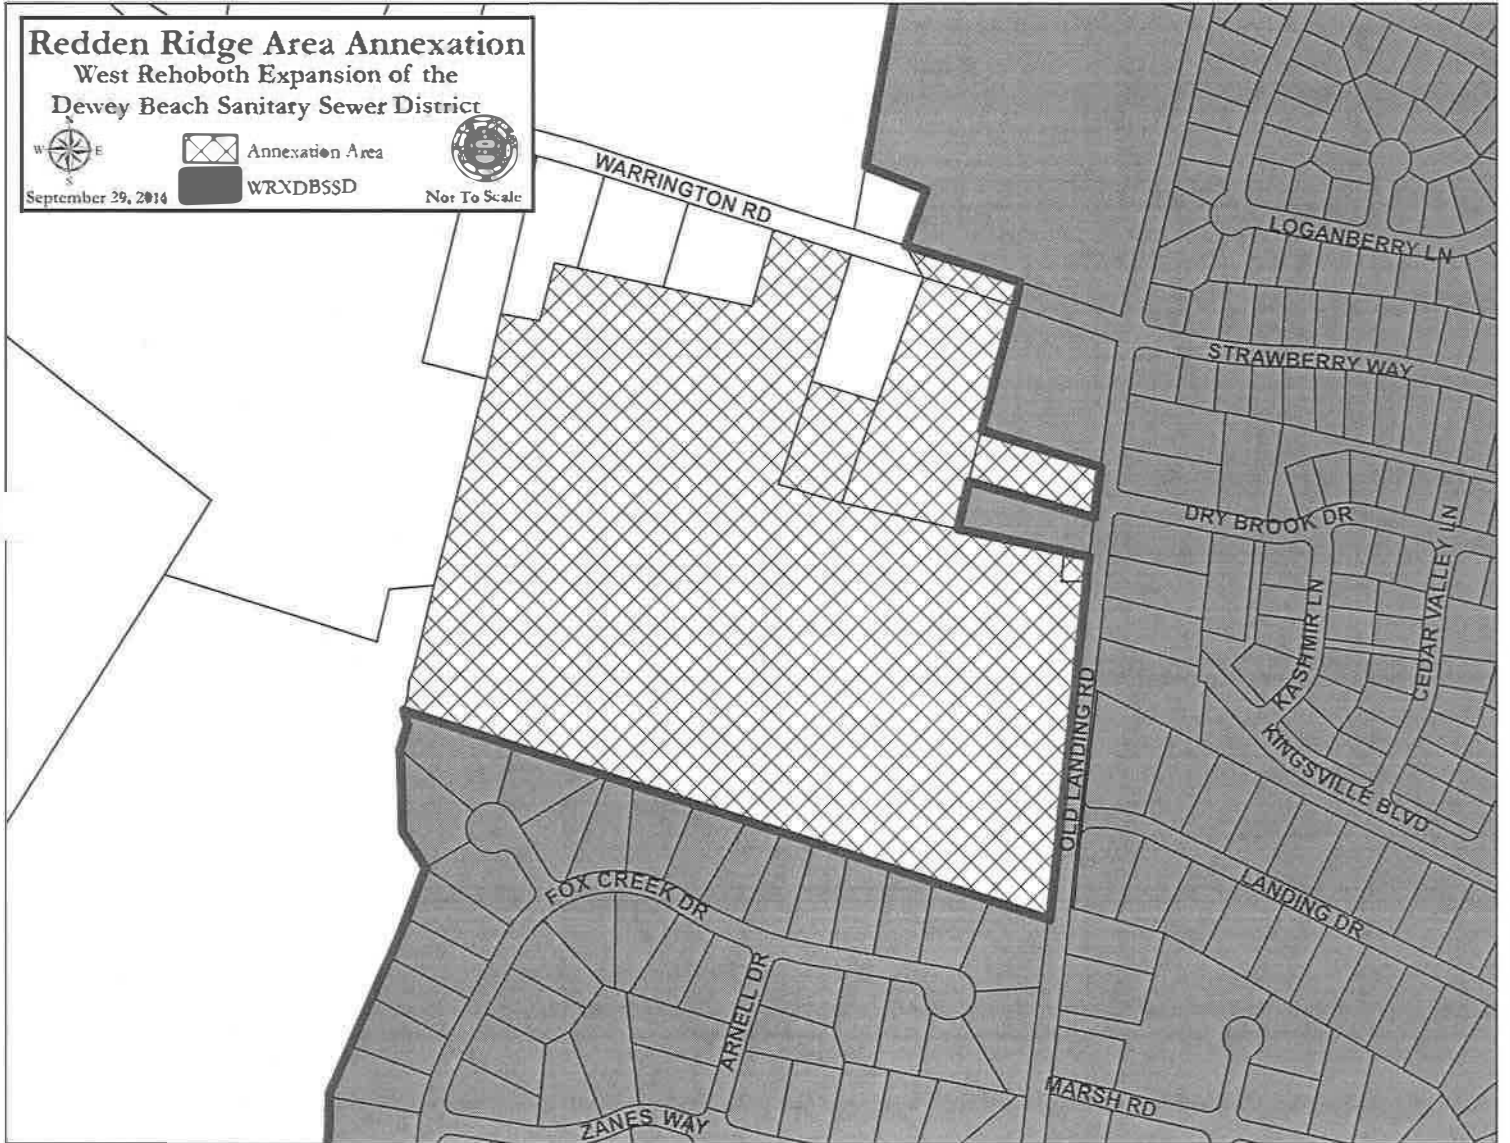 Redden Ridge Area Annexation
West Rehoboth Expansion of the
Dewey Beach Sanitary Sewer District
N
W E
S
Annexation Area
WRXDBSSD
September 29, 2014
Not To Scale
WARRINGTON RD
LOGANBERRY LN
STRAWBERRY WAY
DRY BROOK DR
KASHMIR LN
CEDAR VALLEY LN
KINGSVILLE BLVD
OLD LANDING RD
LANDING DR
FOX CREEK DR
ARNELL DR
ZANES WAY
MARSH RD